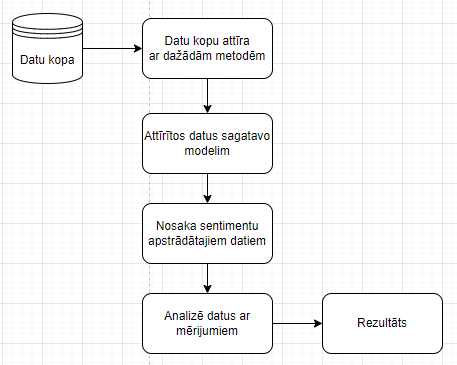 Datu kopa
Datu kopu attīra
ar dažādām metodēm
Attīrītos datus sagatavo
modelim
Nosaka sentimentu
apstrādātajiem datiem
Analizē datus ar
mērijumiem
Rezultāts